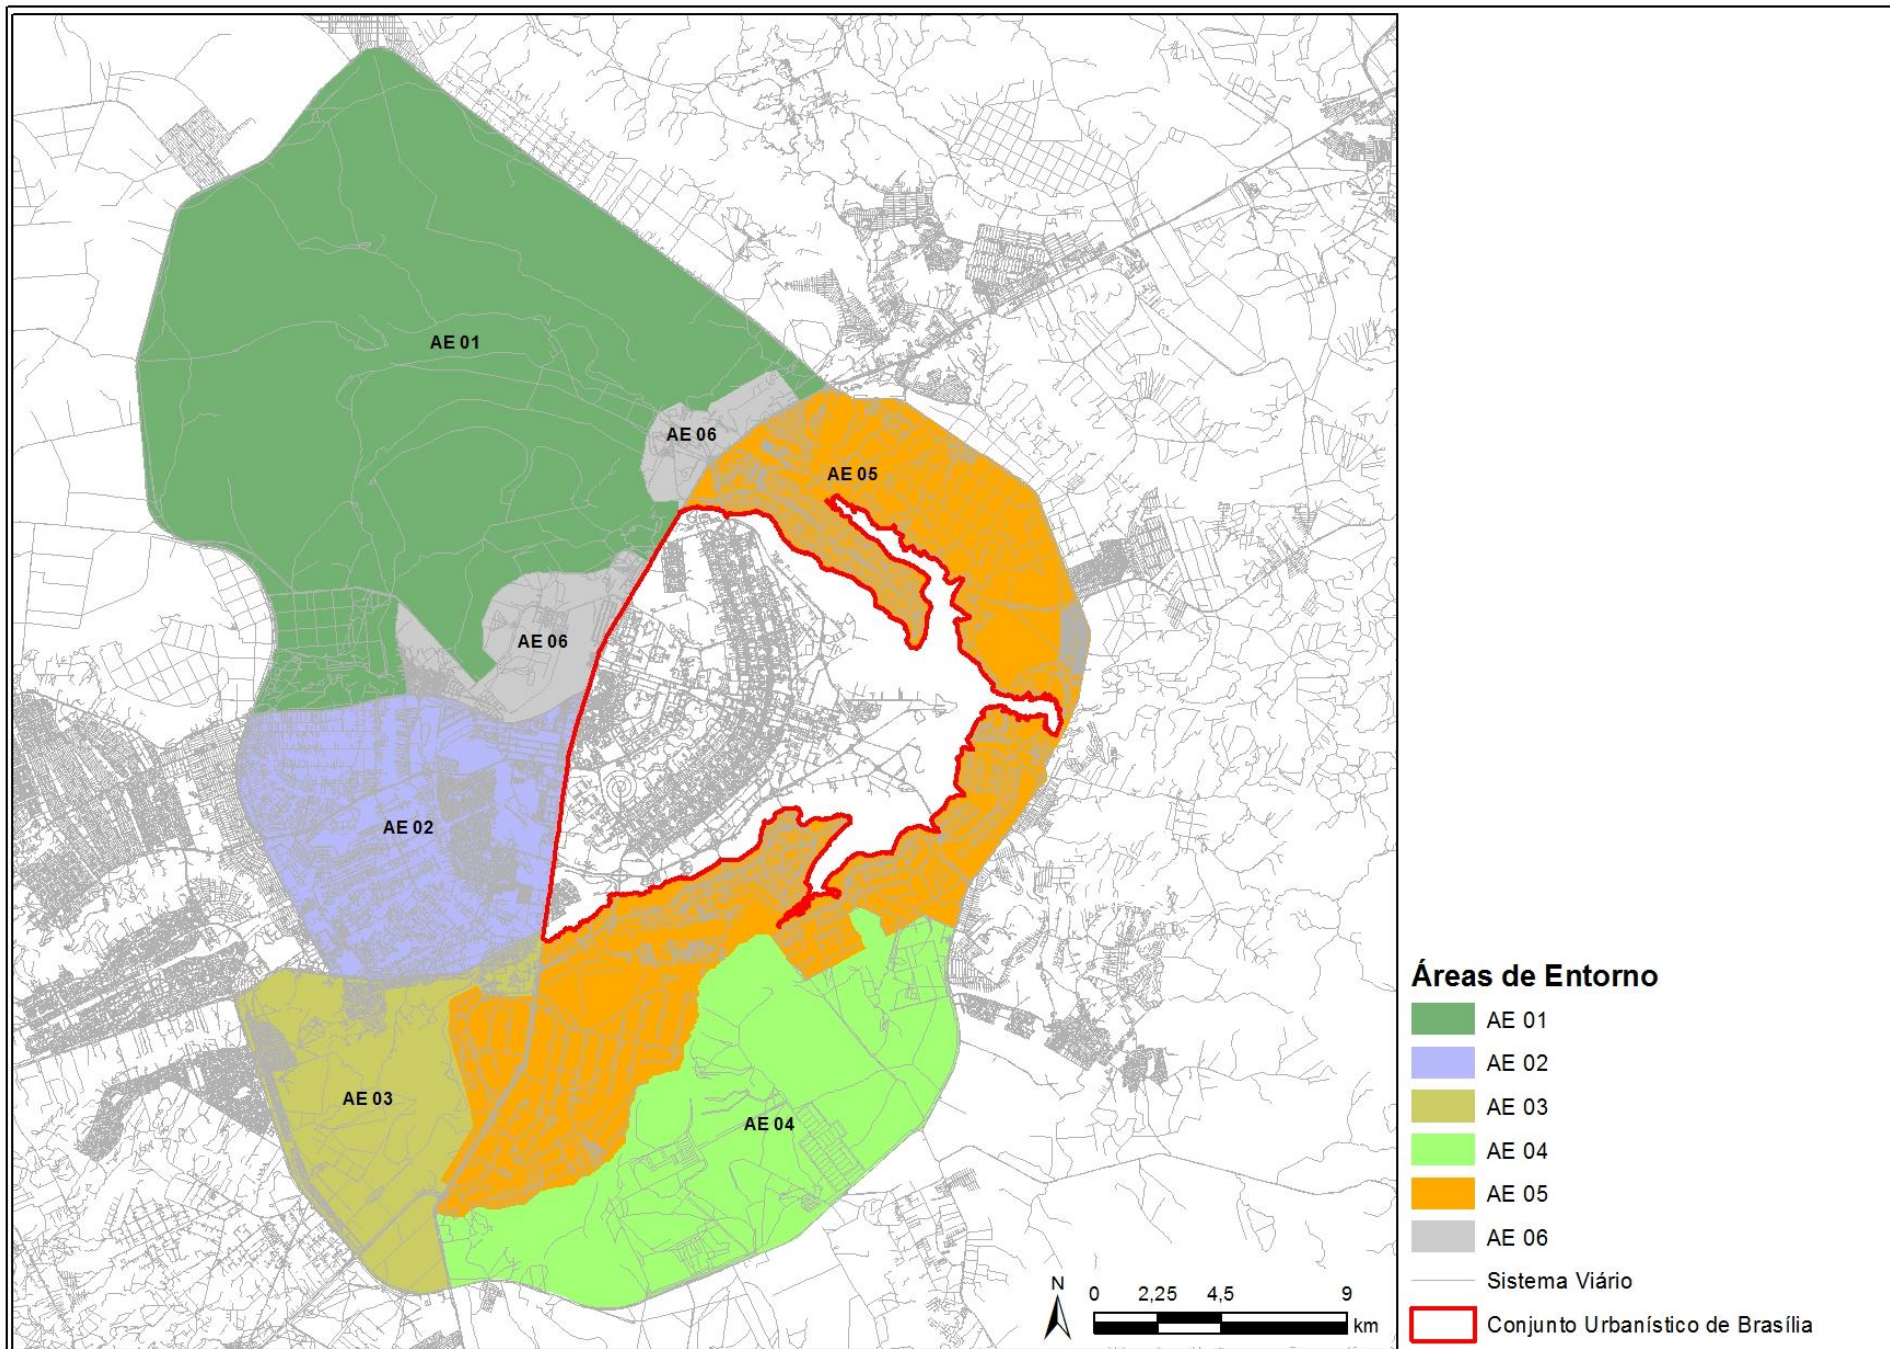 AE 01
AE 06
AE 05
AE 06
AE 02
AE 03
AE 04
N
0 2,25 4,5 9
km
Áreas de Entorno
AE 01
AE 02
AE 03
AE 04
AE 05
AE 06
Sistema Viário
Conjunto Urbanístico de Brasília